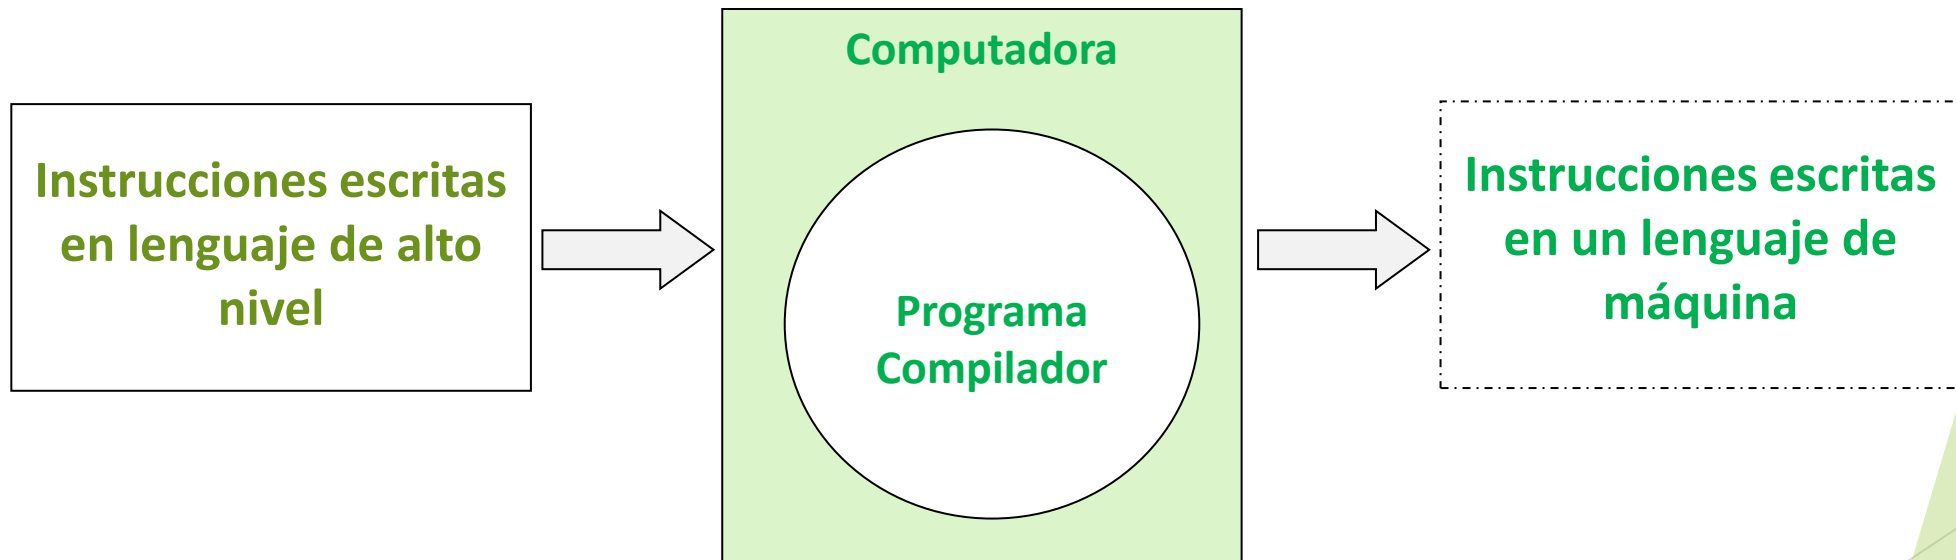 Instrucciones escritas
en lenguaje de alto
nivel
Computadora
Programa
Compilador
Instrucciones escritas
en un lenguaje de
máquina